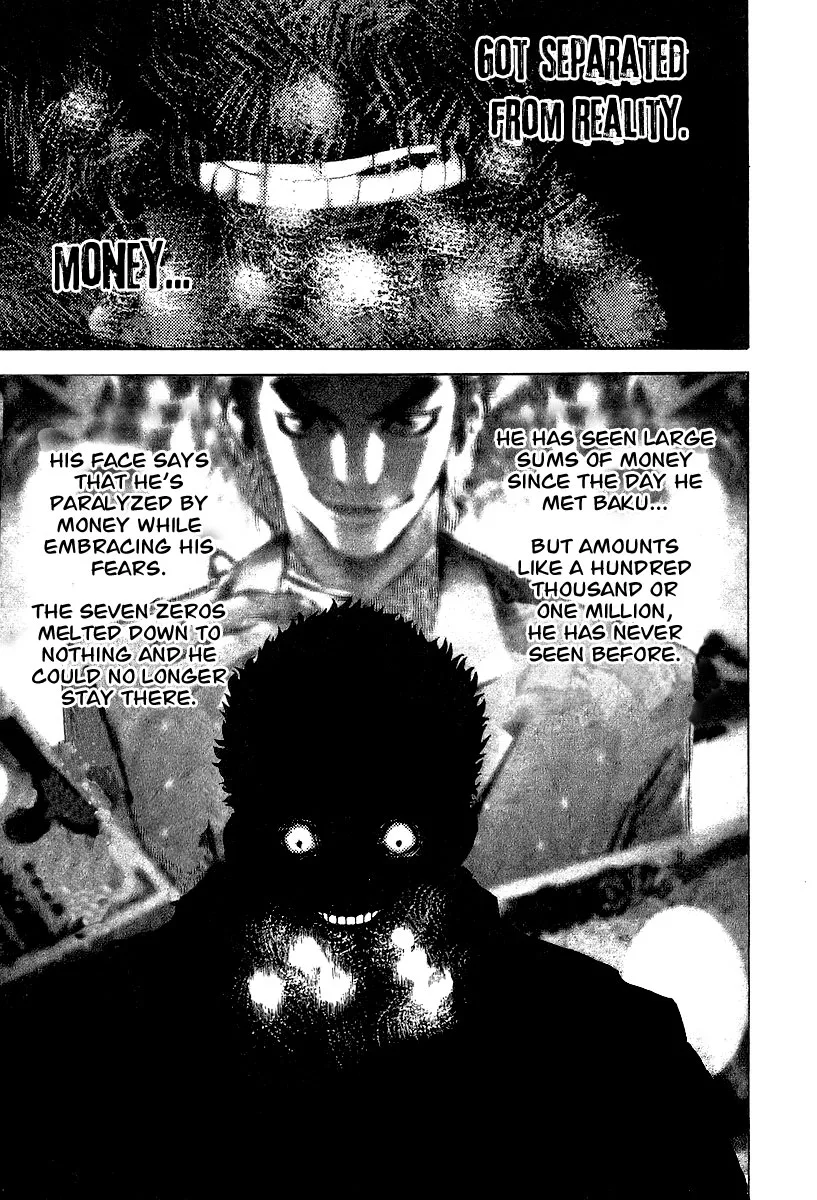 GOT SEPARATED
FROM REALITY.
MONEY...
HE HAS SEEN LARGE
SUMS OF MONEY
SINCE THE DAY HE
MET BAKU...
BUT AMOUNTS
LIKE A HUNDRED
THOUSAND OR
ONE MILLION,
HE HAS NEVER
SEEN BEFORE.
HIS FACE SAYS
THAT HE'S
PARALYZED BY
MONEY WHILE
EMBRACING HIS
FEARS.
THE SEVEN ZEROS
MELTED DOWN TO
NOTHING AND HE
COULD NO LONGER
STAY THERE.